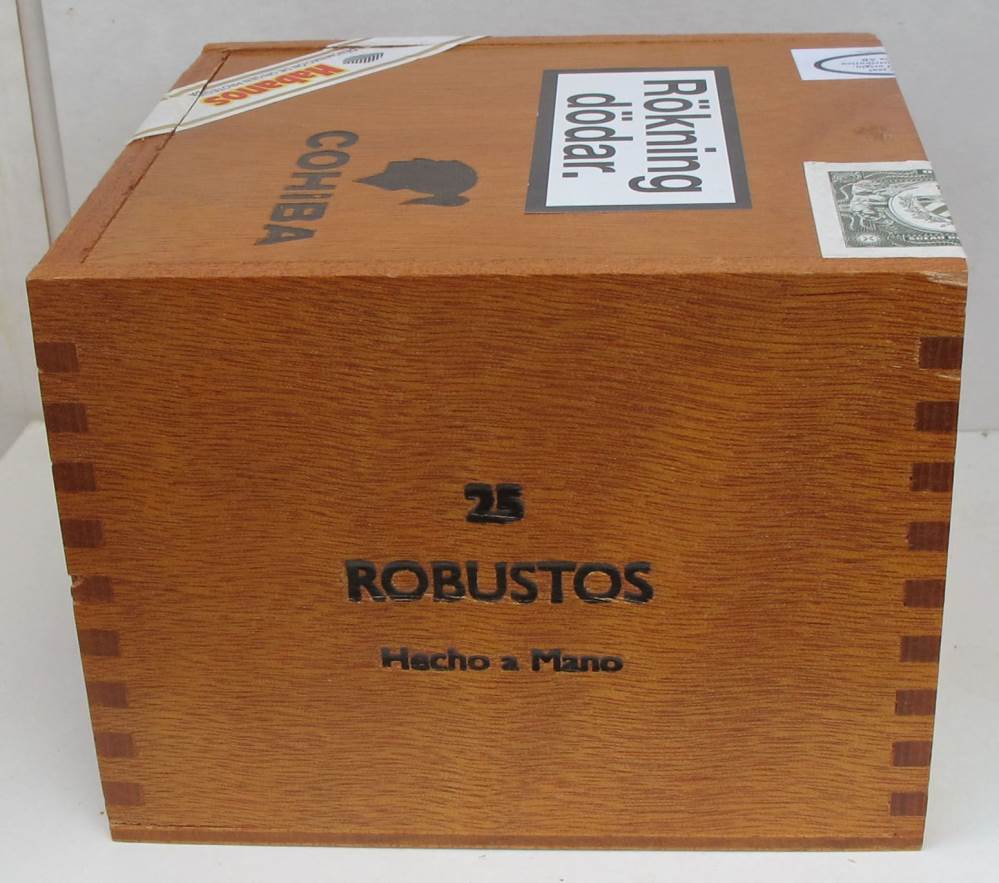 Habanos
COHIBA
Rökning
dödar.
25
ROBUSTOS
Hecho a Mano